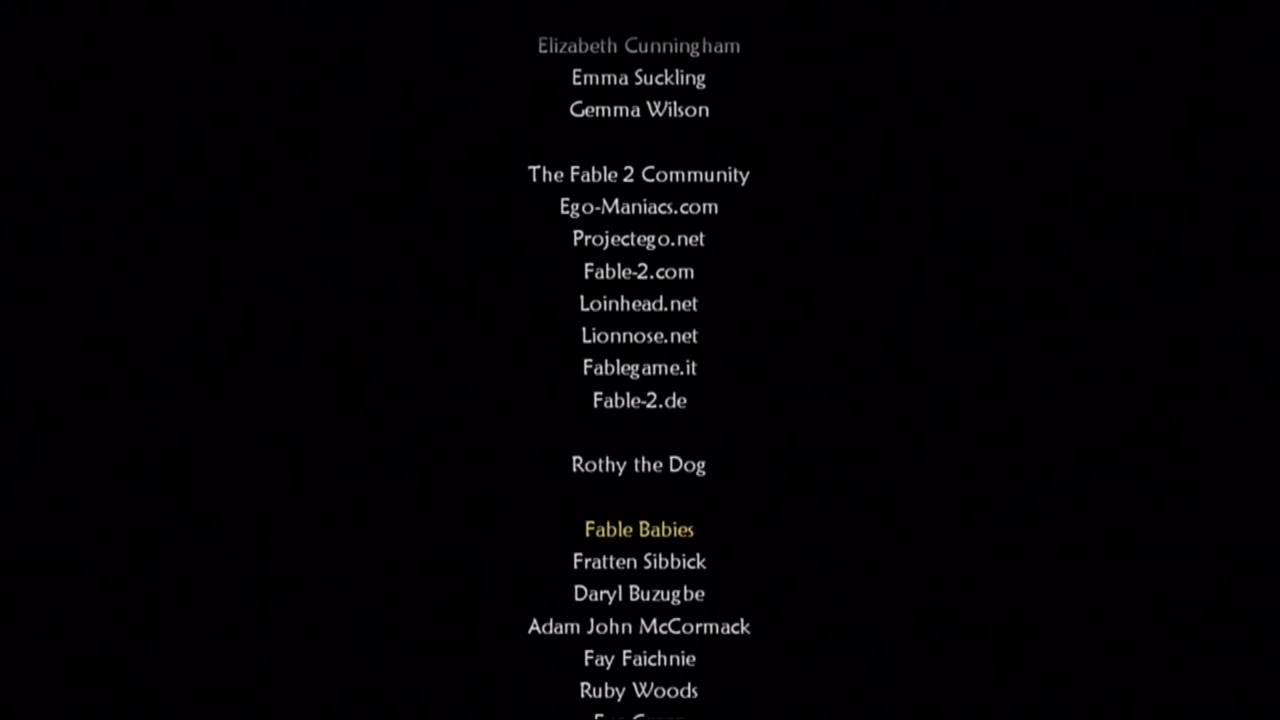 Elizabeth Cunningham
Emma Suckling
Gemma Wilson
The Fable 2 Community
Ego-Maniacs.com
Projectego.net
Fable-2.com
Loinhead.net
Lionnose.net
Fablegame.it
Fable-2.de
Rothy the Dog
Fable Babies
Fratten Sibbick
Daryl Buzugbe
Adam John McCormack
Fay Faichnie
Ruby Woods